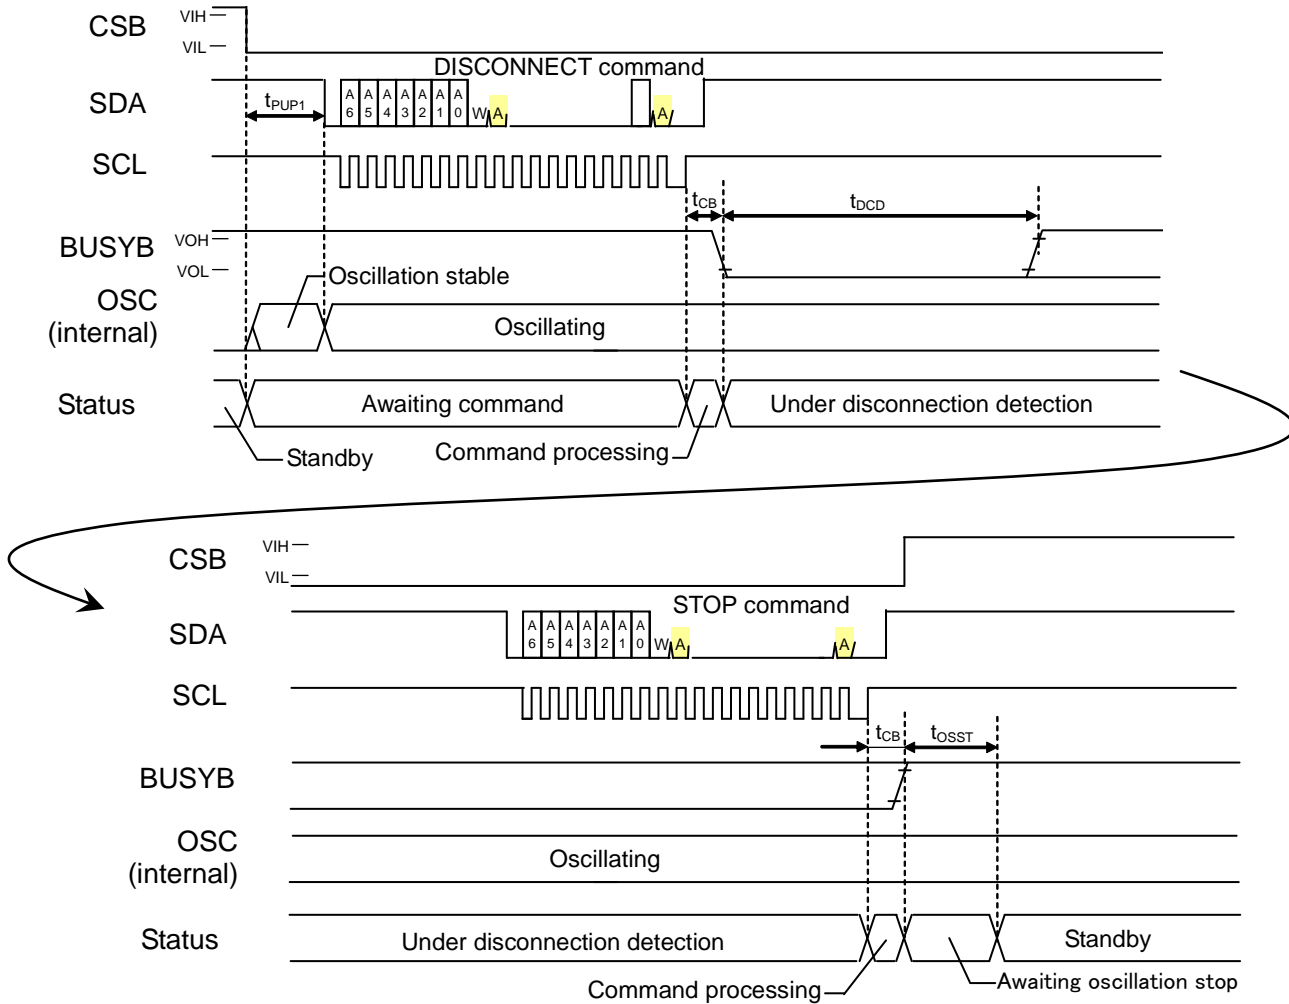 CSB
VIH
VIL
DISCONNECT command
SDA
tPUP1
A6 A5 A4 A3 A2 A1 A0 W A A
SCL
tCB
tDCD
BUSYB
VOH
VOL
Oscillation stable
OSC
(internal)
Oscillating
Status
Awaiting command
Under disconnection detection
Standby
Command processing
CSB
VIH
VIL
STOP command
SDA
A6 A5 A4 A3 A2 A1 A0 W A A
SCL
tCB
tOSST
BUSYB
OSC
(internal)
Oscillating
Status
Under disconnection detection
Standby
Command processing
Awaiting oscillation stop